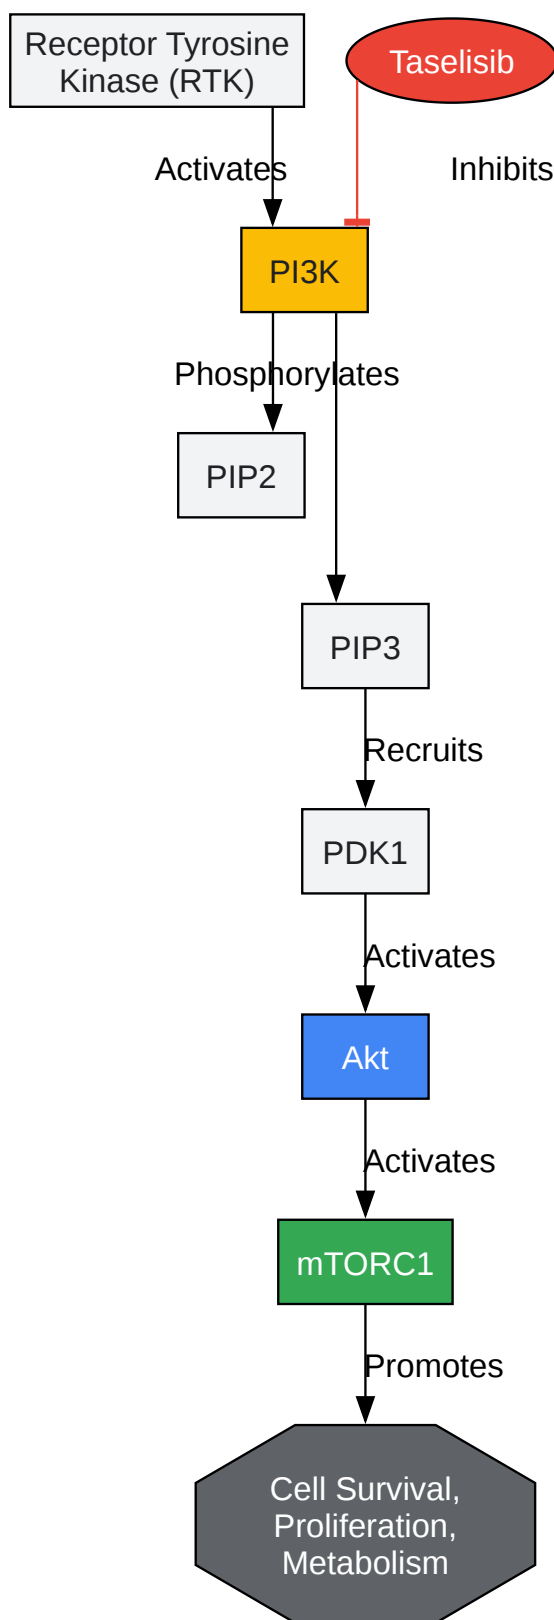 Receptor Tyrosine
Kinase (RTK)
Taselisib
Activates
Inhibits
PI3K
Phosphorylates
PIP2
PIP3
Recruits
PDK1
Activates
Akt
Activates
mTORC1
Promotes
Cell Survival,
Proliferation,
Metabolism